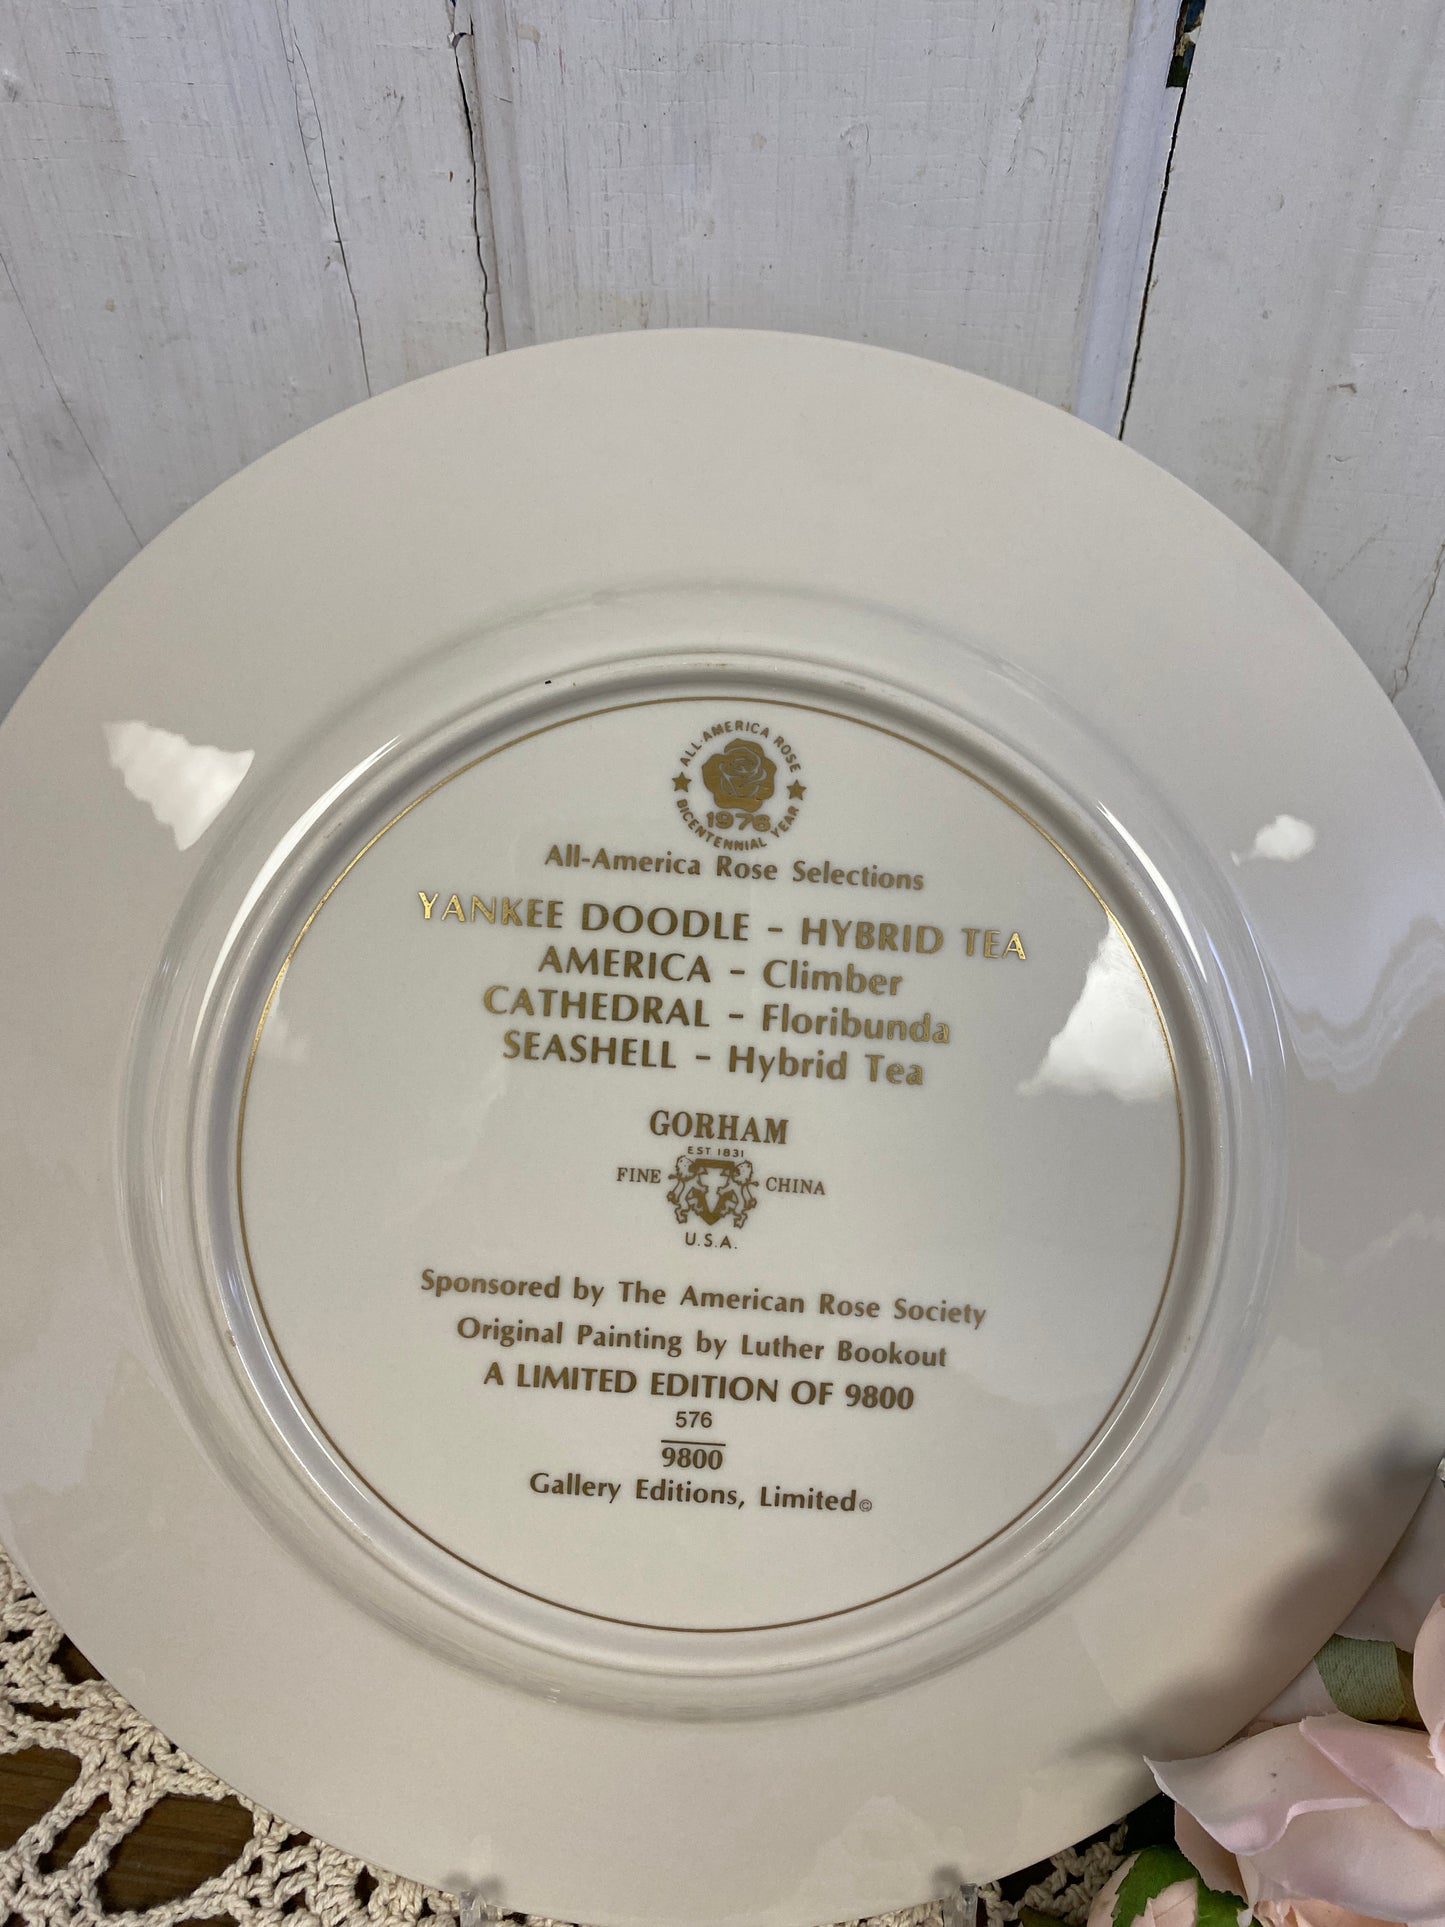 ALL-AMERICA ROSE
1976
BICENTENNIAL YEAR
All-America Rose Selections
YANKEE DOODLE – HYBRID TEA
AMERICA – Climber
CATHEDRAL – Floribunda
SEASHELL – Hybrid Tea
GORHAM
EST 1831
FINE CHINA
U.S.A.
Sponsored by The American Rose Society
Original Painting by Luther Bookout
A LIMITED EDITION OF 9800
576
9800
Gallery Editions, Limited©